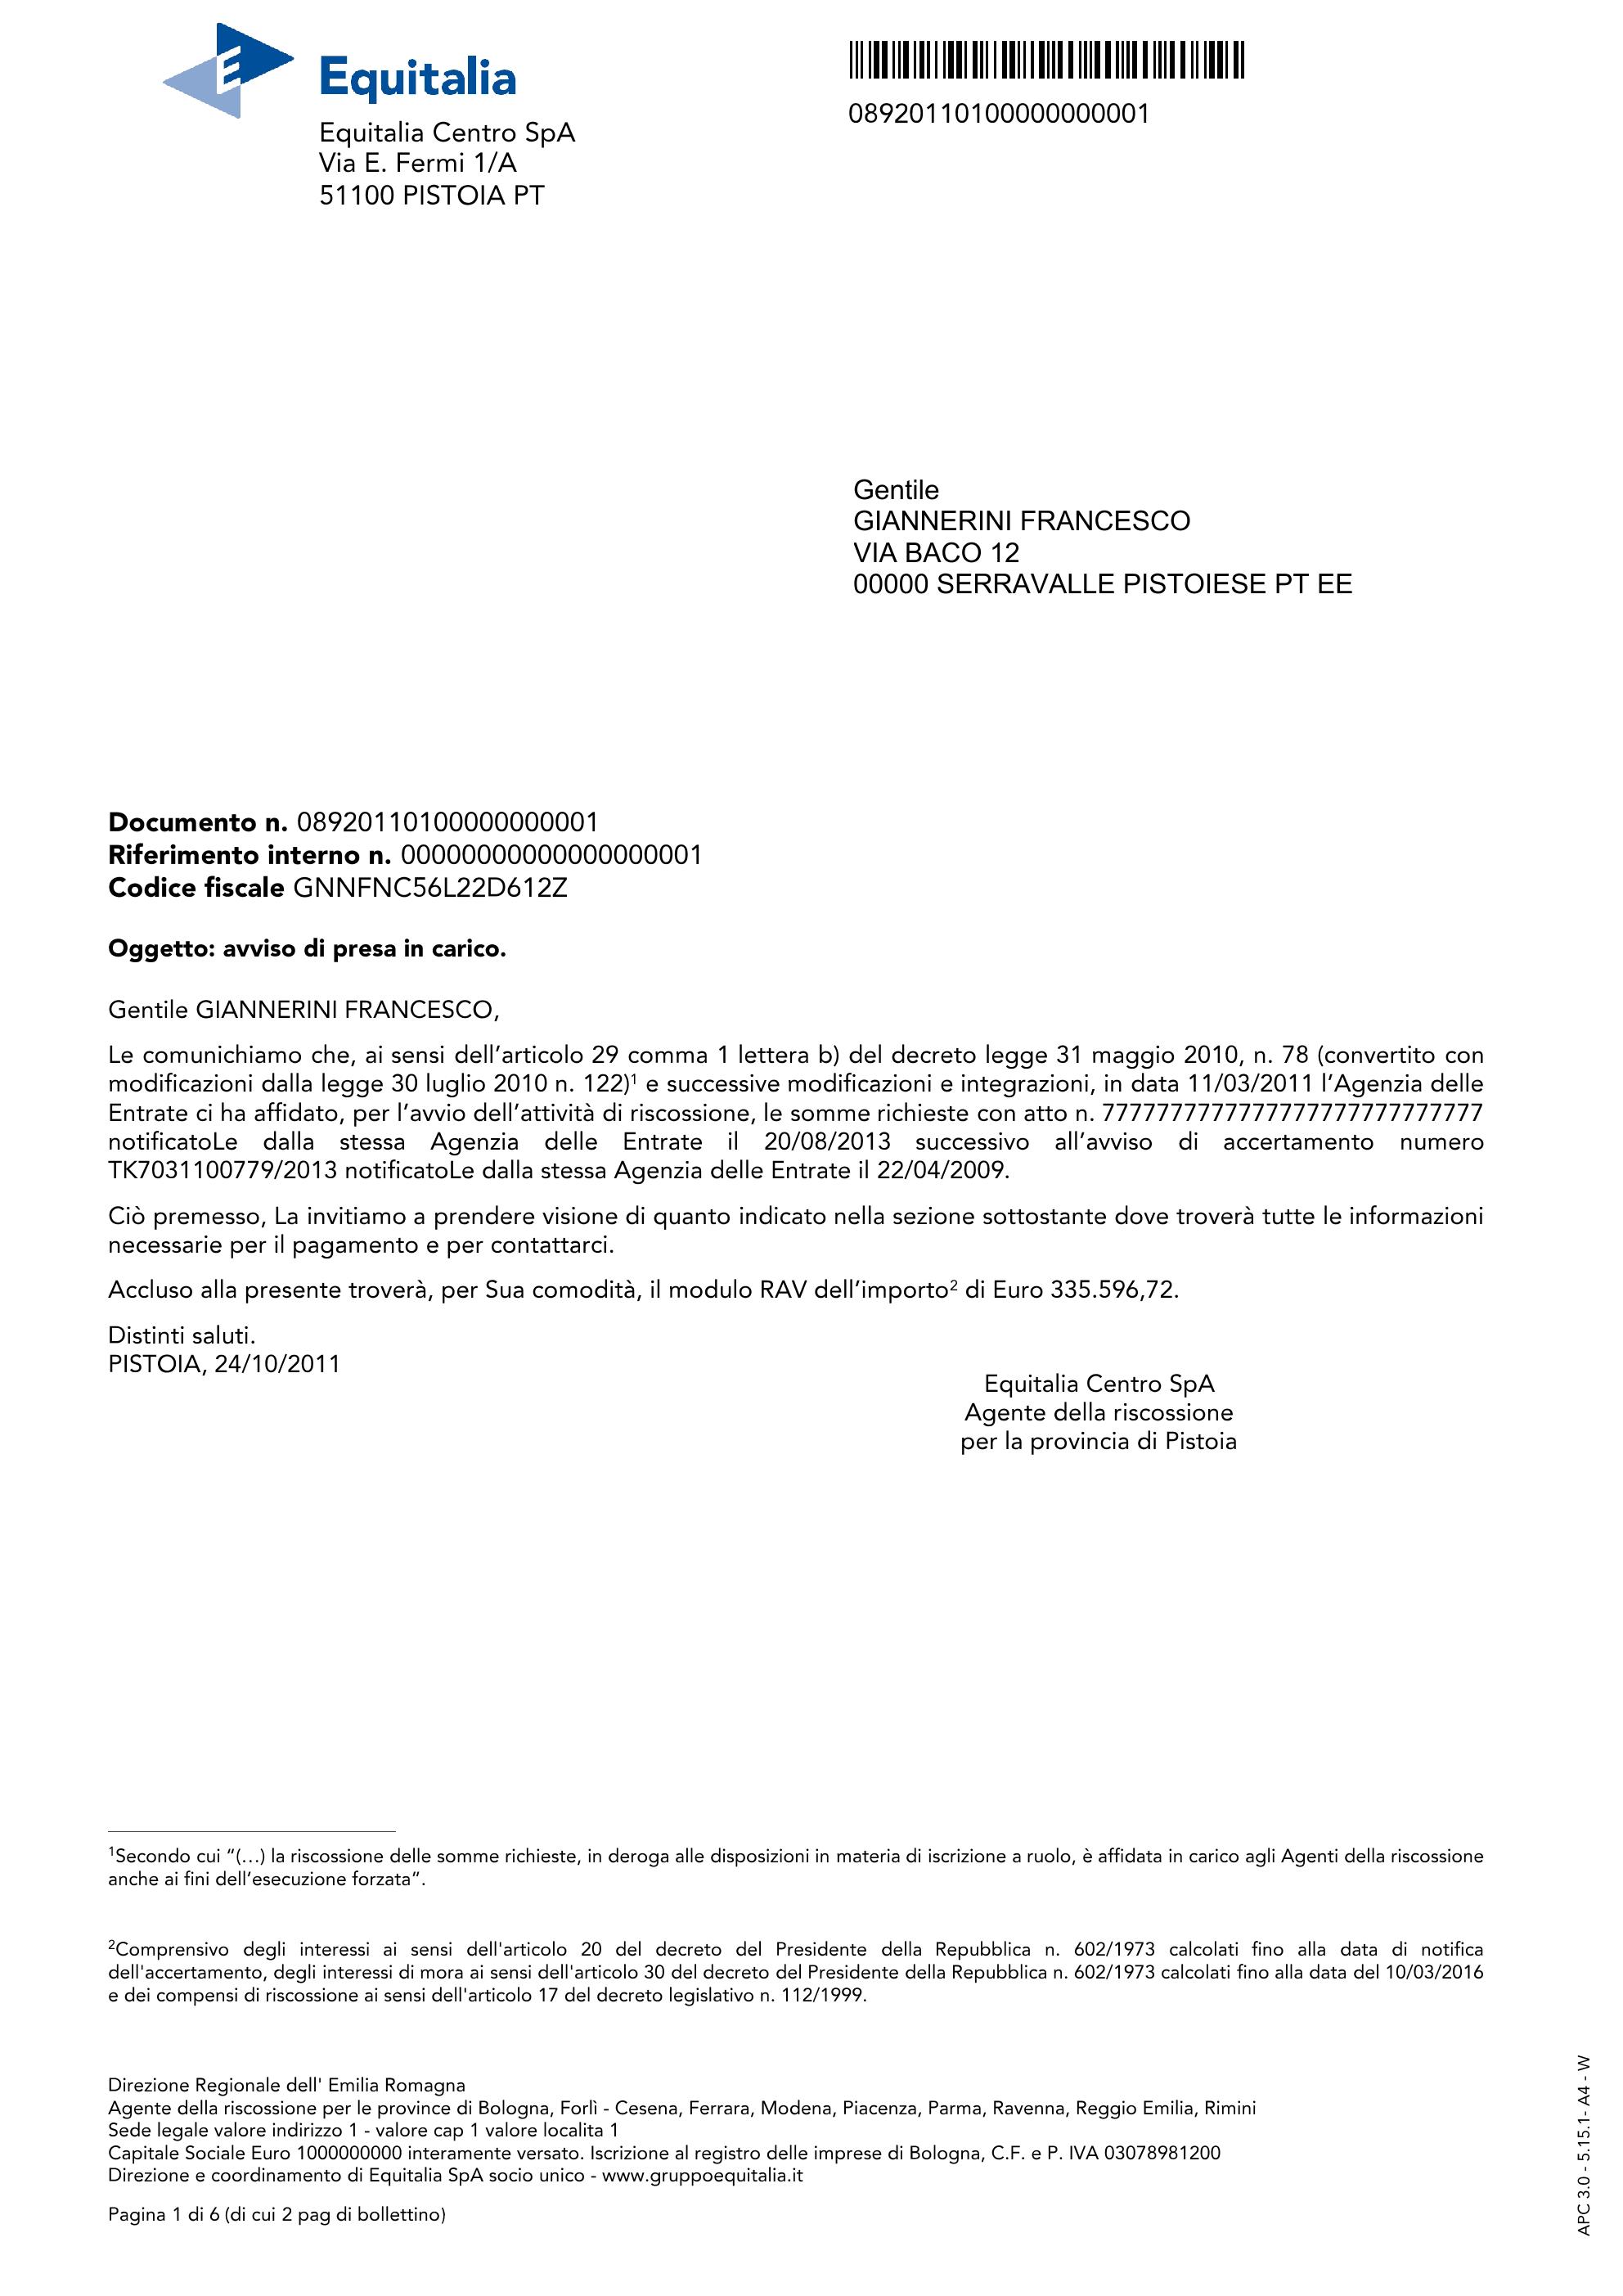 Equitalia
Equitalia Centro SpA
Via E. Fermi 1/A
51100 PISTOIA PT
08920110100000000001
Gentile
GIANNERINI FRANCESCO
VIA BACO 12
00000 SERRAVALLE PISTOIESE PT EE
Documento n. 08920110100000000001
Riferimento interno n. 00000000000000000001
Codice fiscale GNNFNC56L22D612Z
Oggetto: avviso di presa in carico.
Gentile GIANNERINI FRANCESCO,
Le comunichiamo che, ai sensi dell’articolo 29 comma 1 lettera b) del decreto legge 31 maggio 2010, n. 78 (convertito con
modificazioni dalla legge 30 luglio 2010 n. 122)¹ e successive modificazioni e integrazioni, in data 11/03/2011 l’Agenzia delle
Entrate ci ha affidato, per l’avvio dell’attività di riscossione, le somme richieste con atto n. 7777777777777777777777777777
notificatoLe dalla stessa Agenzia delle Entrate il 20/08/2013 successivo all’avviso di accertamento numero
TK7031100779/2013 notificatoLe dalla stessa Agenzia delle Entrate il 22/04/2009.
Ciò premesso, La invitiamo a prendere visione di quanto indicato nella sezione sottostante dove troverà tutte le informazioni
necessarie per il pagamento e per contattarci.
Accluso alla presente troverà, per Sua comodità, il modulo RAV dell’importo² di Euro 335.596,72.
Distinti saluti.
PISTOIA, 24/10/2011
Equitalia Centro SpA
Agente della riscossione
per la provincia di Pistoia
¹Secondo cui “(…) la riscossione delle somme richieste, in deroga alle disposizioni in materia di iscrizione a ruolo, è affidata in carico agli Agenti della riscossione
anche ai fini dell’esecuzione forzata”.
²Comprensivo degli interessi ai sensi dell'articolo 20 del decreto del Presidente della Repubblica n. 602/1973 calcolati fino alla data di notifica
dell'accertamento, degli interessi di mora ai sensi dell'articolo 30 del decreto del Presidente della Repubblica n. 602/1973 calcolati fino alla data del 10/03/2016
e dei compensi di riscossione ai sensi dell'articolo 17 del decreto legislativo n. 112/1999.
Direzione Regionale dell' Emilia Romagna
Agente della riscossione per le province di Bologna, Forlì - Cesena, Ferrara, Modena, Piacenza, Parma, Ravenna, Reggio Emilia, Rimini
Sede legale valore indirizzo 1 - valore cap 1 valore localita 1
Capitale Sociale Euro 1000000000 interamente versato. Iscrizione al registro delle imprese di Bologna, C.F. e P. IVA 03078981200
Direzione e coordinamento di Equitalia SpA socio unico - www.gruppoequitalia.it
Pagina 1 di 6 (di cui 2 pag di bollettino)
APC 3.0 - 5.15.1- A4 - W